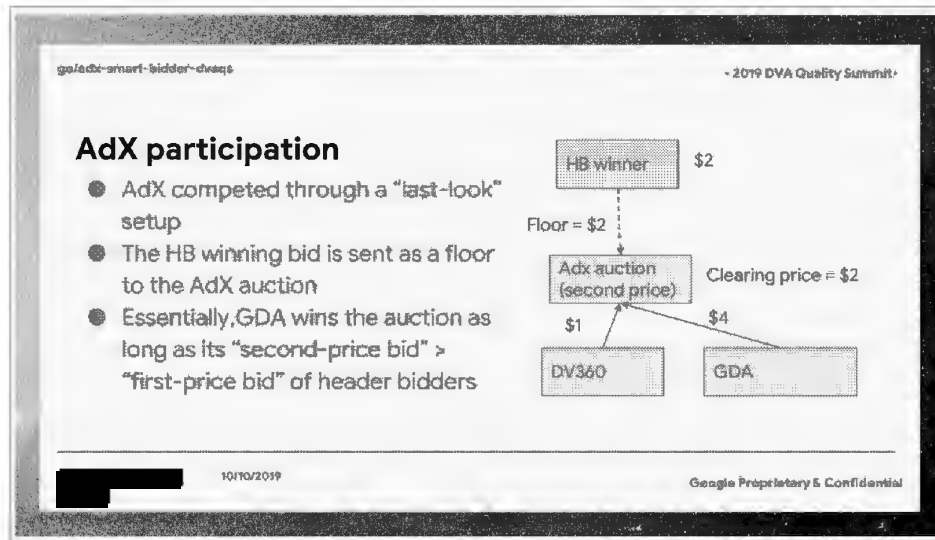 go/adx-smart-bidder-dvaqs
- 2019 DVA Quality Summit -
AdX participation
● AdX competed through a "last-look"
setup
● The HB winning bid is sent as a floor
to the AdX auction
● Essentially,GDA wins the auction as
long as its "second-price bid" >
"first-price bid" of header bidders
HB winner
$2
Floor = $2
Adx auction
(second price)
Clearing price = $2
$1
$4
DV360
GDA
10/10/2019
Google Proprietary & Confidential